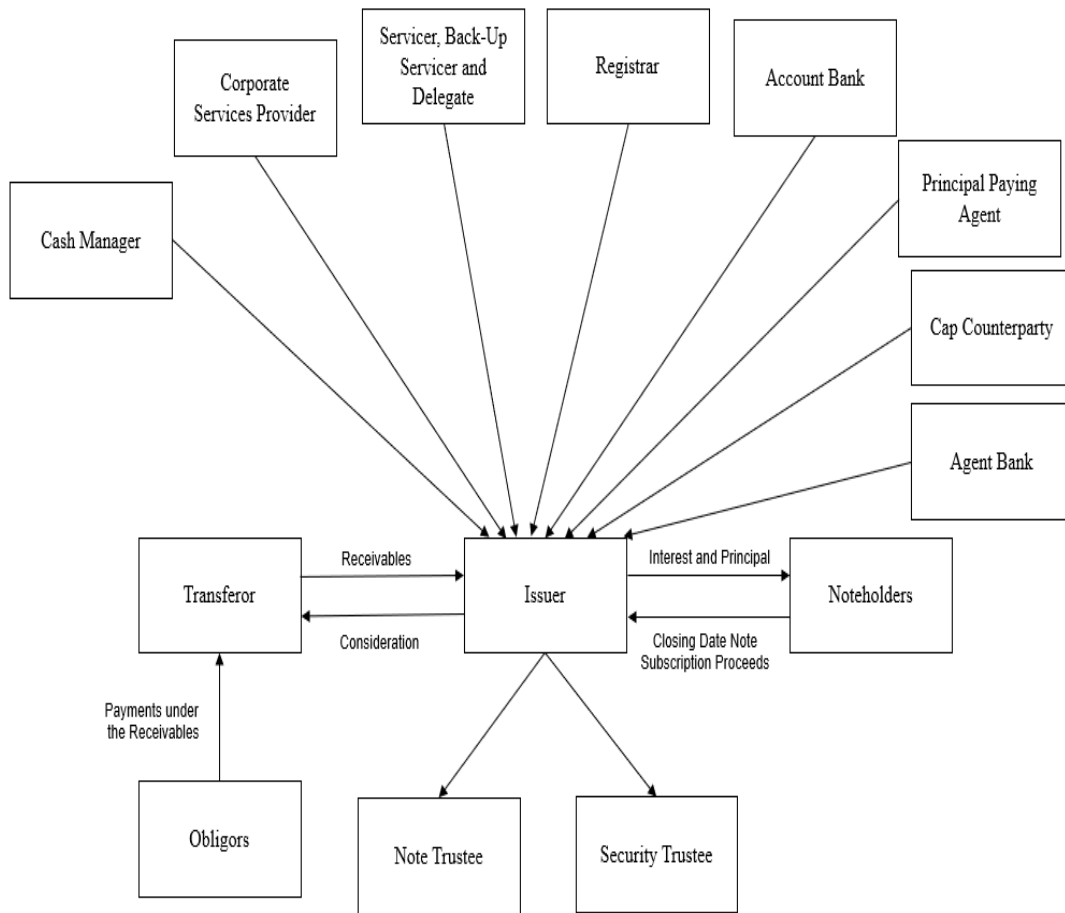 Servicer, Back-Up
Servicer and
Delegate
Registrar
Account Bank
Corporate
Services Provider
Principal Paying
Agent
Cash Manager
Cap Counterparty
Agent Bank
Receivables
Interest and Principal
Transferor
Issuer
Noteholders
Consideration
Closing Date Note
Subscription Proceeds
Payments under
the Receivables
Obligors
Note Trustee
Security Trustee